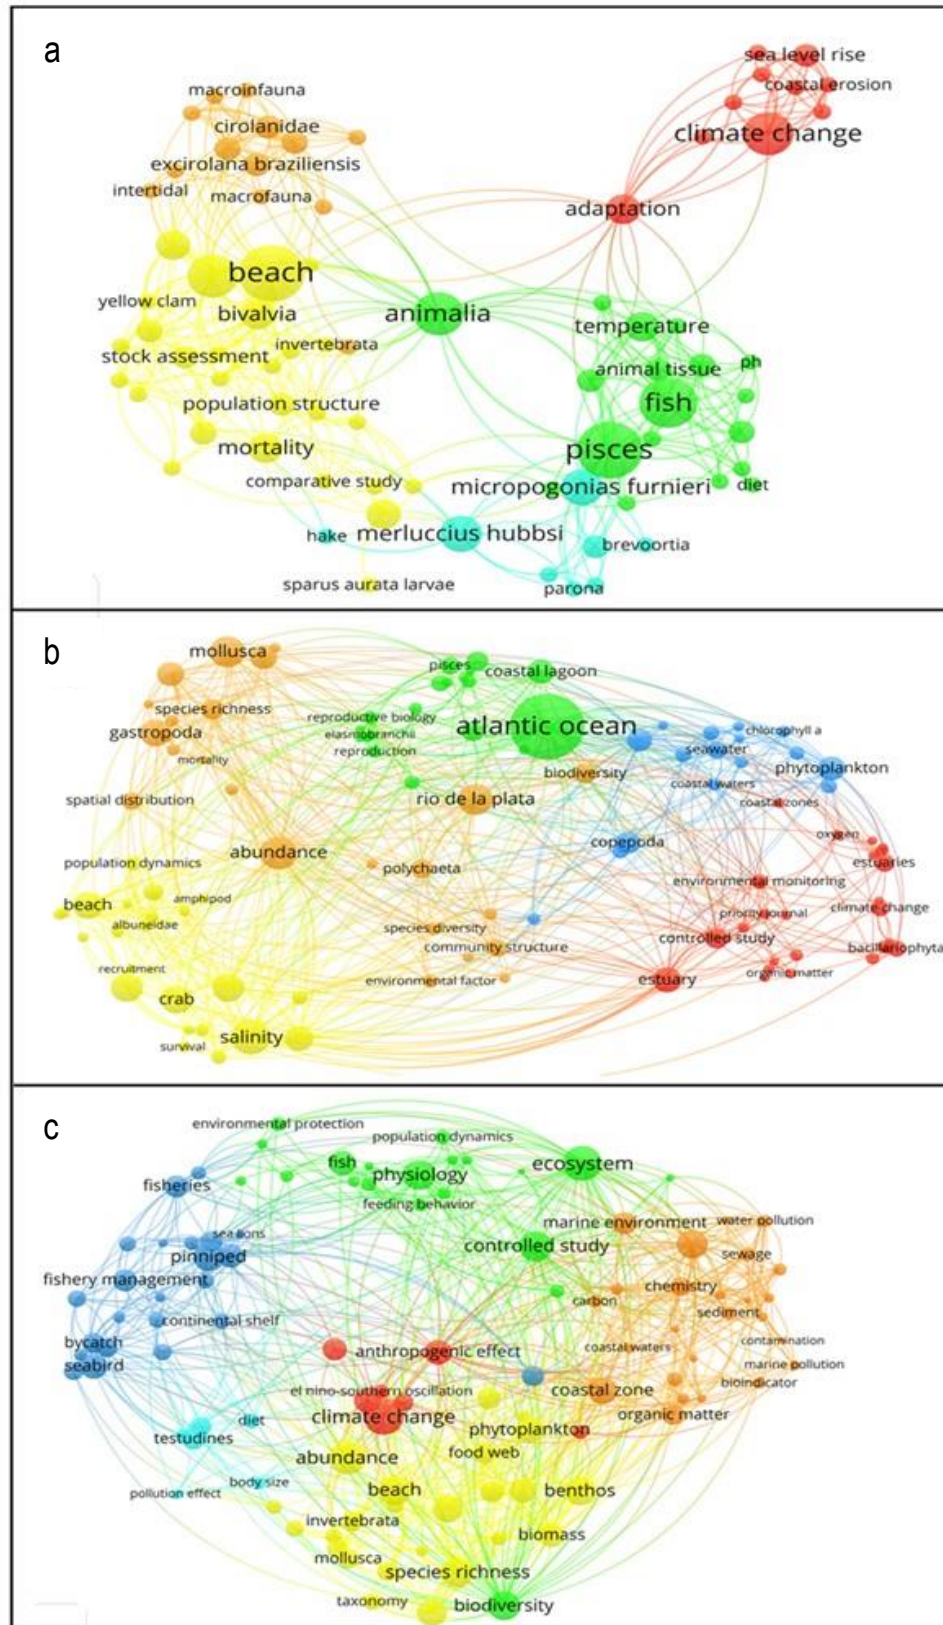 a
sea level rise
coastal erosion
macroinfauna
cirolanidae
climate change
excirolana braziliensis
intertidal
macrofauna
adaptation
beach
yellow clam
bivalvia
animalia
temperature
stock assessment
invertebrata
animal tissue
ph
population structure
fish
mortality
pisces
comparative study
micropogonias furnieri
diet
hake
merluccius hubbsi
brevoortia
sparus aurata larvae
parona
b
mollusca
pisces
coastal lagoon
species richness
reproductive biology
atlantic ocean
gastropoda
elasmobranchii
chlorophyll a
mortality
reproduction
seawater
biodiversity
phytoplankton
spatial distribution
rio de la plata
coastal waters
coastal zones
abundance
copepoda
oxygen
population dynamics
polychaeta
estuaries
environmental monitoring
beach
amphipod
climate change
albuneidae
species diversity
priority journal
community structure
controlled study
bacillariophyta
recruitment
environmental factor
estuary
organic matter
crab
salinity
survival
c
environmental protection
population dynamics
fish
physiology
ecosystem
fisheries
feeding behavior
marine environment
water pollution
sea lions
pinniped
controlled study
sewage
fishery management
chemistry
carbon
sediment
continental shelf
bycatch
anthropogenic effect
coastal waters
contamination
seabird
marine pollution
el nino-southern oscillation
coastal zone
bioindicator
diet
climate change
organic matter
testudines
phytoplankton
abundance
food web
body size
beach
benthos
pollution effect
invertebrata
biomass
mollusca
species richness
taxonomy
biodiversity